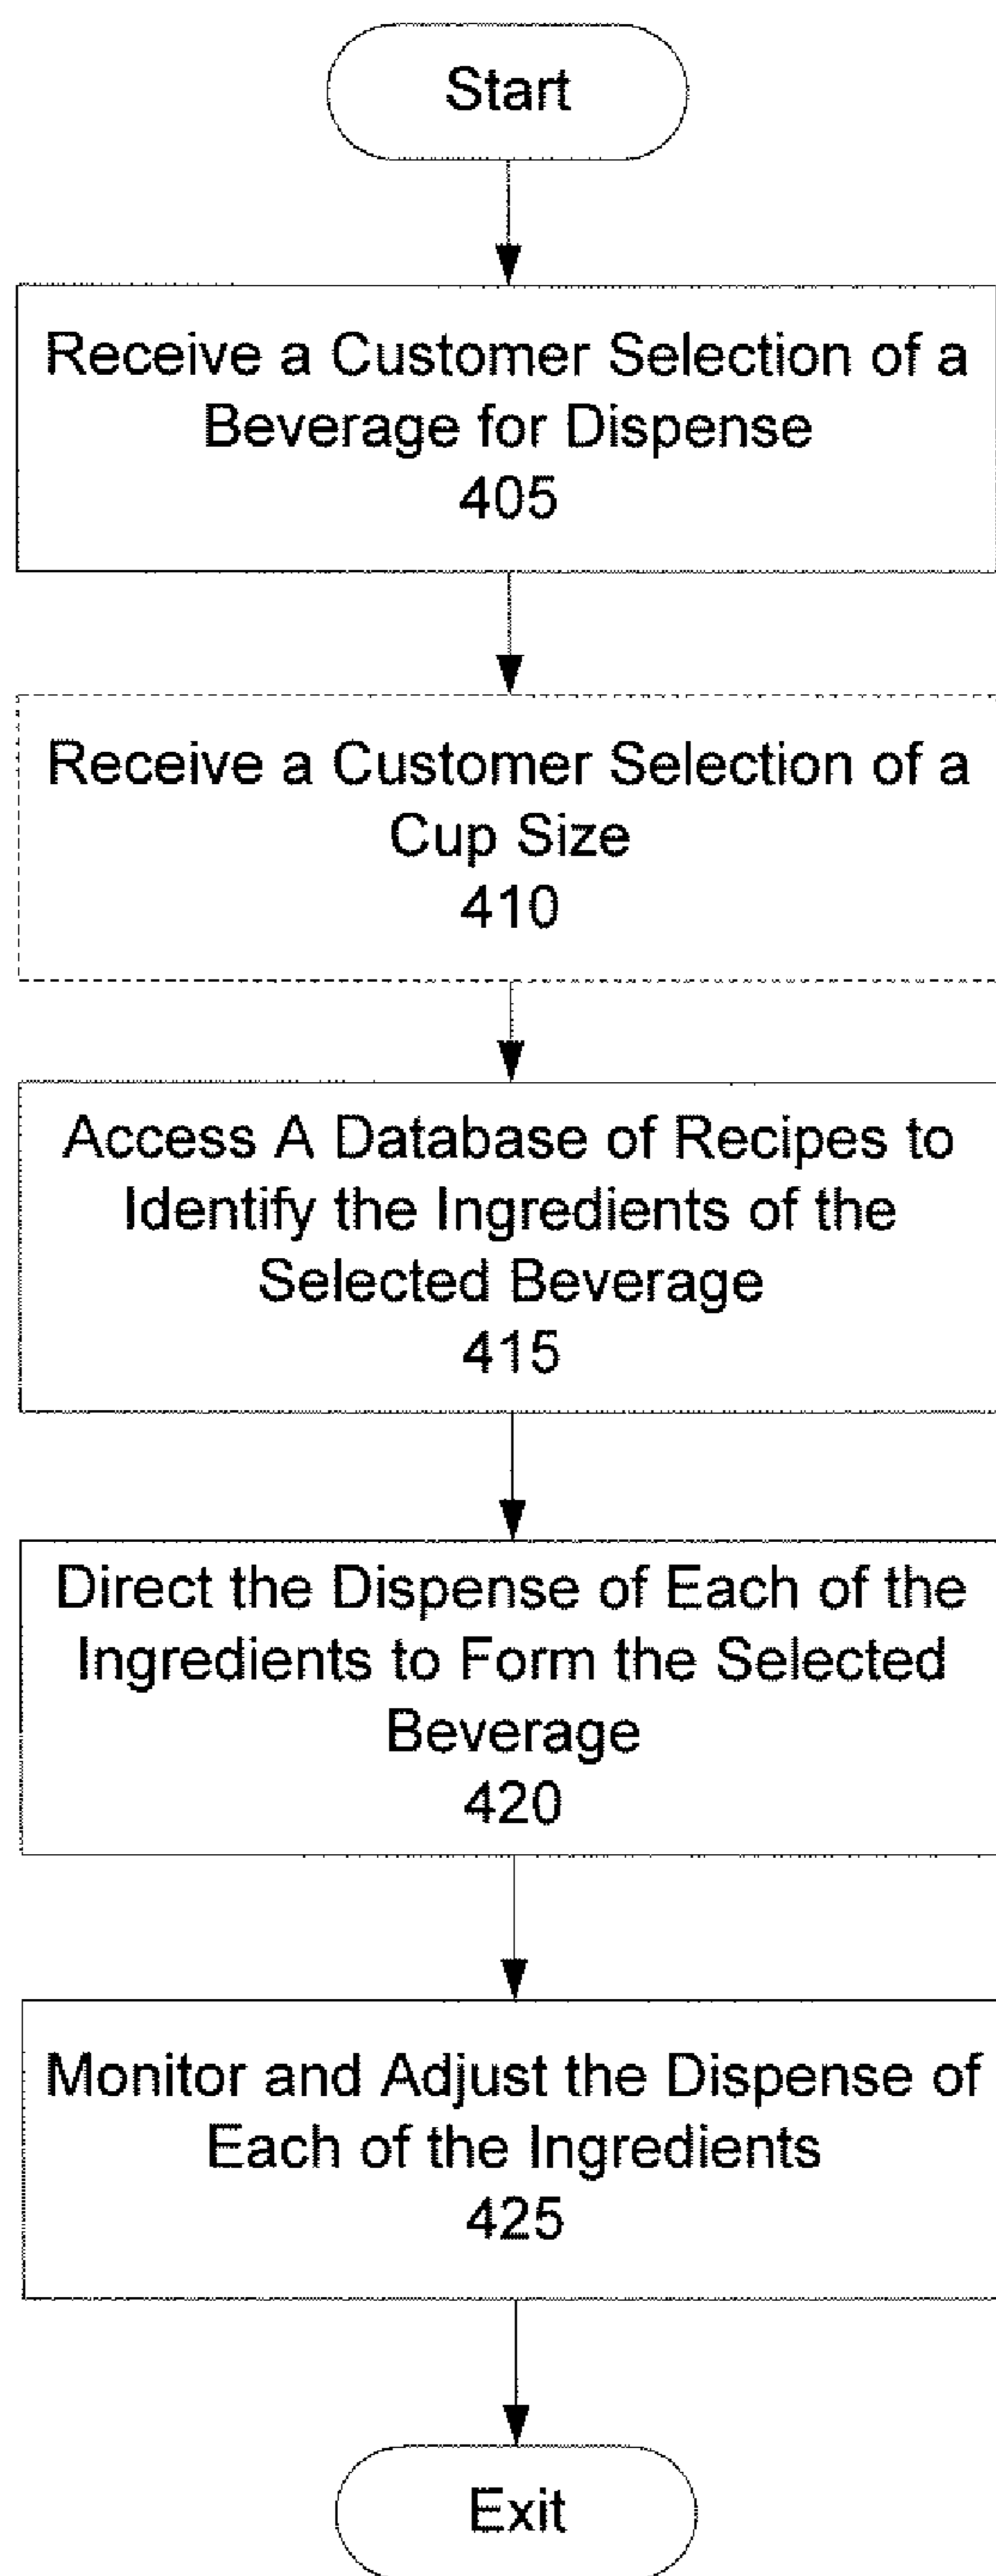 Start
Receive a Customer Selection of a
Beverage for Dispense
405
Receive a Customer Selection of a
Cup Size
410
Access A Database of Recipes to
Identify the Ingredients of the
Selected Beverage
415
Direct the Dispense of Each of the
Ingredients to Form the Selected
Beverage
420
Monitor and Adjust the Dispense of
Each of the Ingredients
425
Exit